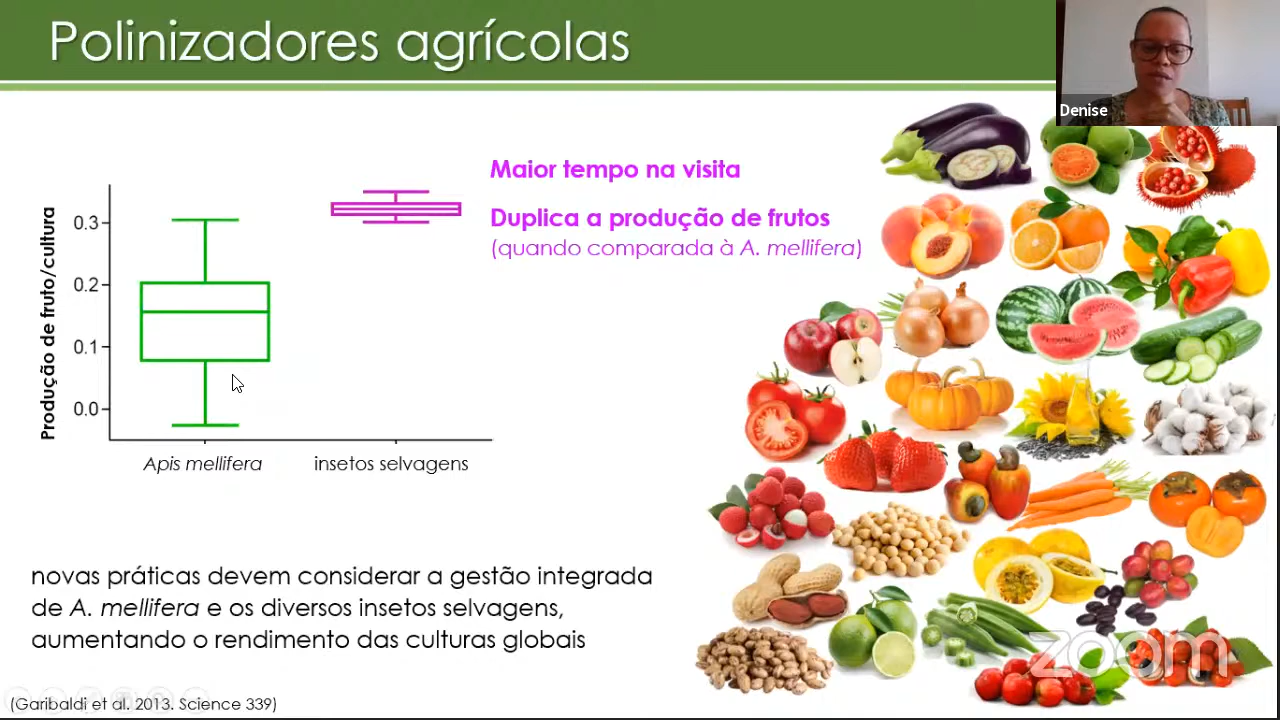 Polinizadores agrícolas
Denise
Maior tempo na visita
Duplica a produção de frutos
(quando comparada à A. mellifera)
Produção de fruto/cultura
0.3
0.2
0.1
0.0
Apis mellifera
insetos selvagens
novas práticas devem considerar a gestão integrada
de A. mellifera e os diversos insetos selvagens,
aumentando o rendimento das culturas globais
zoom
(Garibaldi et al. 2013. Science 339)